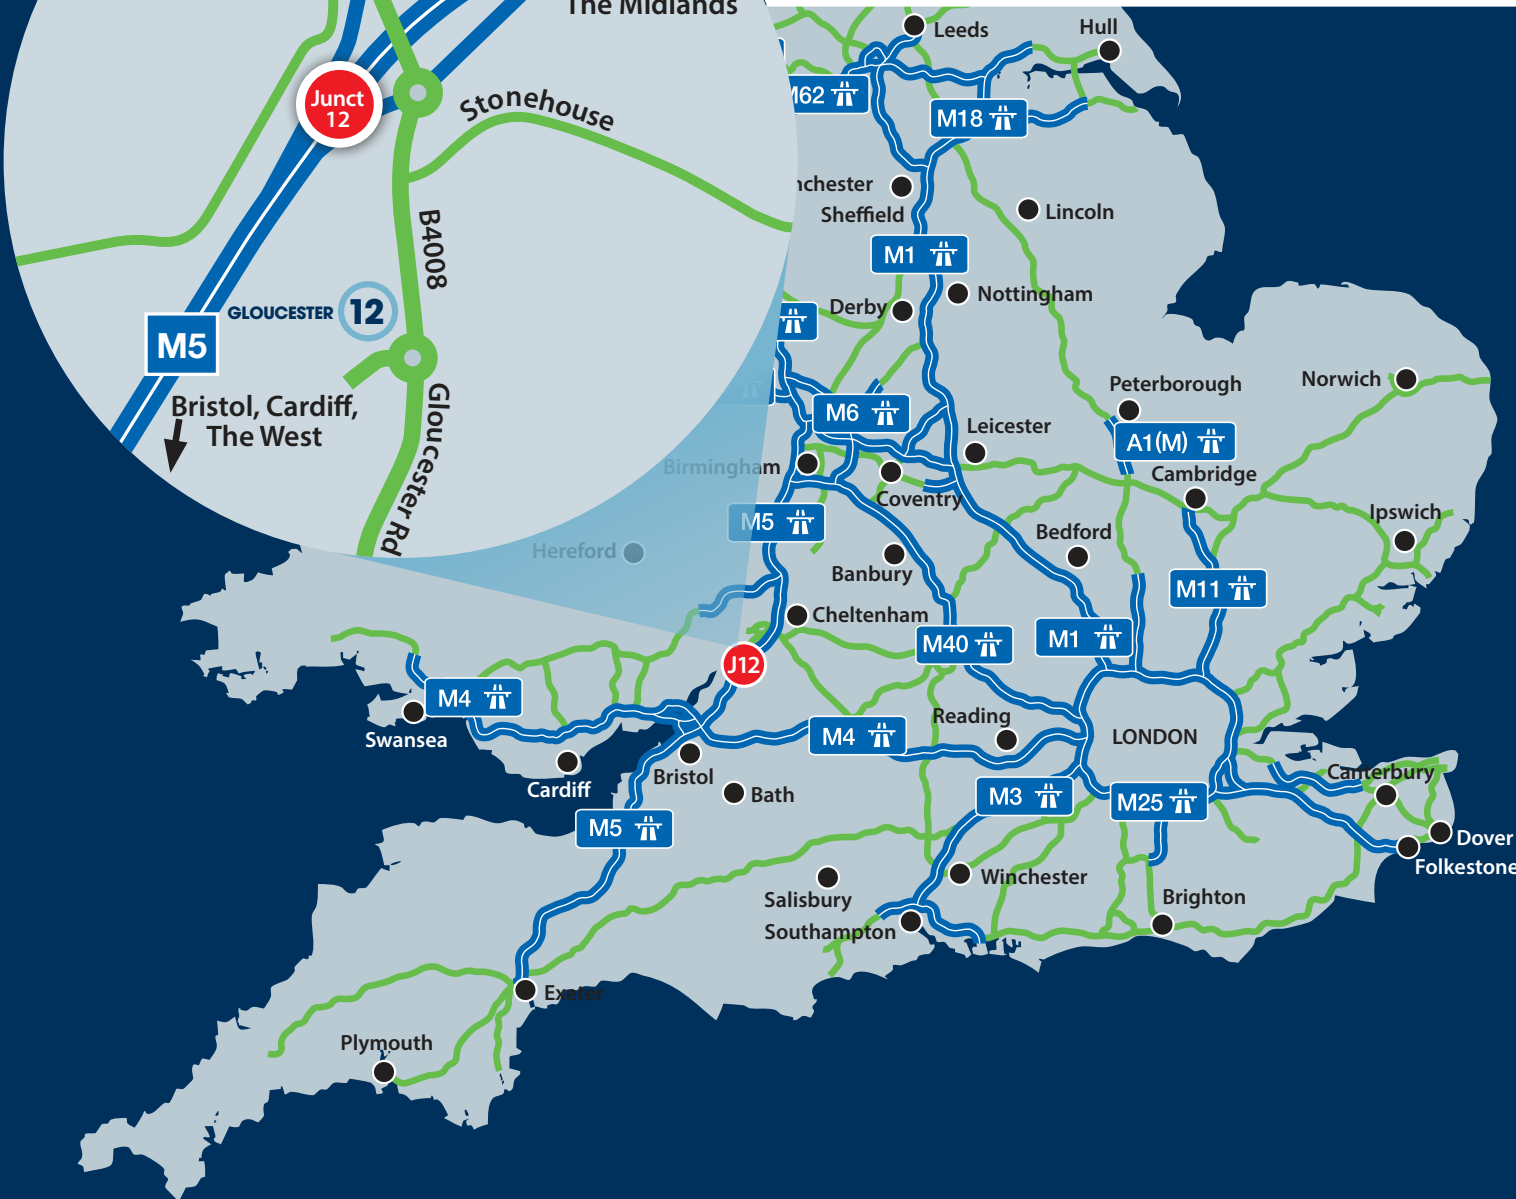 The Midlands
Junct
12
Stonehouse
B4008
GLOUCESTER 12
M5
Bristol, Cardiff,
The West
Gloucester Rd
Leeds
Hull
M62
M18
nchester
Sheffield
Lincoln
M1
Derby
Nottingham
Peterborough
Norwich
M6
Leicester
A1(M)
Birmingham
Coventry
Cambridge
Ipswich
M5
Hereford
Banbury
Bedford
M11
Cheltenham
M40
M1
J12
M4
Swansea
Cardiff
Bristol
Bath
M4
Reading
LONDON
M3
M25
Canterbury
Dover
Folkestone
M5
Salisbury
Winchester
Southampton
Brighton
Exeter
Plymouth